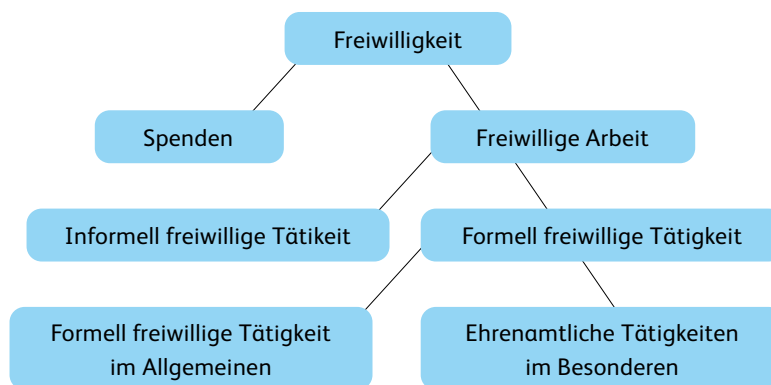 Freiwilligkeit
Spenden
Freiwillige Arbeit
Informell freiwillige Tätikeit
Formell freiwillige Tätigkeit
Formell freiwillige Tätigkeit
im Allgemeinen
Ehrenamtliche Tätigkeiten
im Besonderen